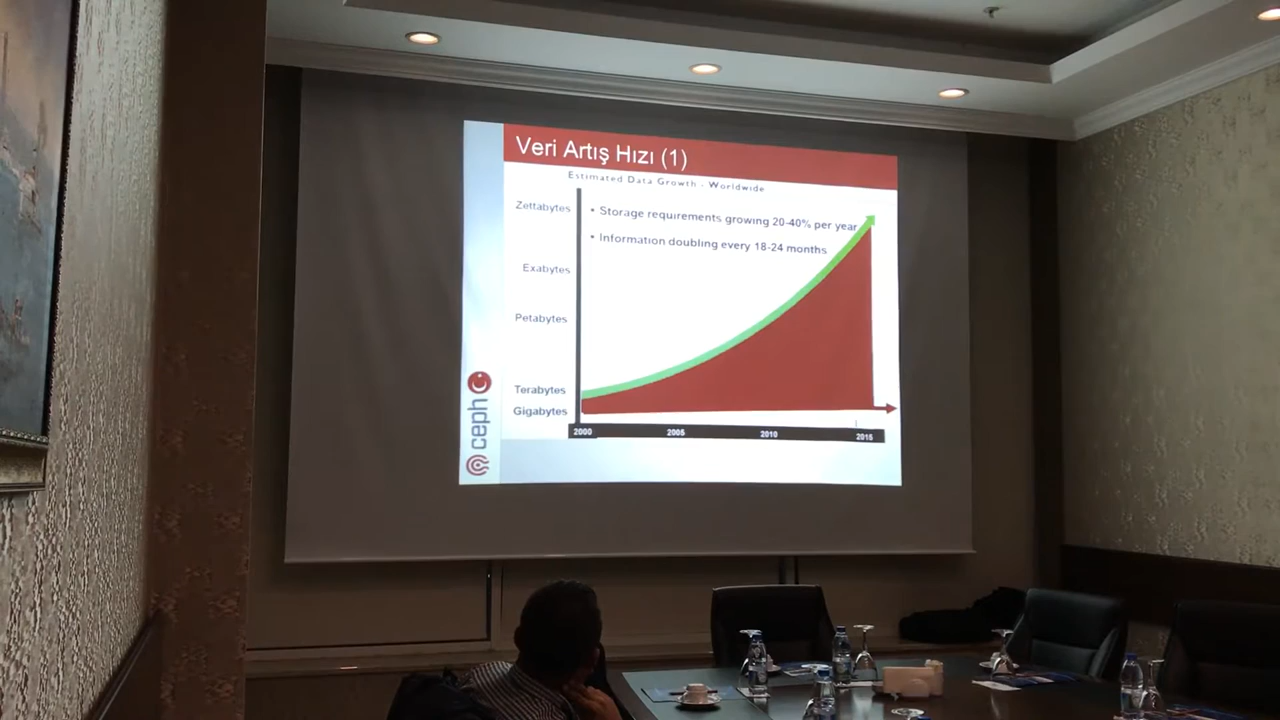 Veri Artış Hızı (1)
Estimated Data Growth - Worldwide
Zettabytes
• Storage requirements growing 20-40% per year
• Information doubling every 18-24 months
Exabytes
Petabytes
Terabytes
Gigabytes
2000 2005 2010 2015
ceph